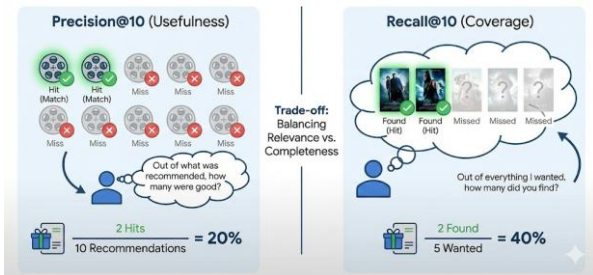 Precision@10 (Usefulness)
Hit
(Match)
Hit
(Match)
Miss
Miss
Miss
Miss
Miss
Miss
Miss
Miss
Out of what was
recommended, how
many were good?
2 Hits
10 Recommendations
= 20%
Trade-off:
Balancing
Relevance vs.
Completeness
Recall@10 (Coverage)
?
?
?
Found
(Hit)
Found
(Hit)
Missed
Missed
Missed
Out of everything I wanted,
how many did you find?
2 Found
5 Wanted
= 40%